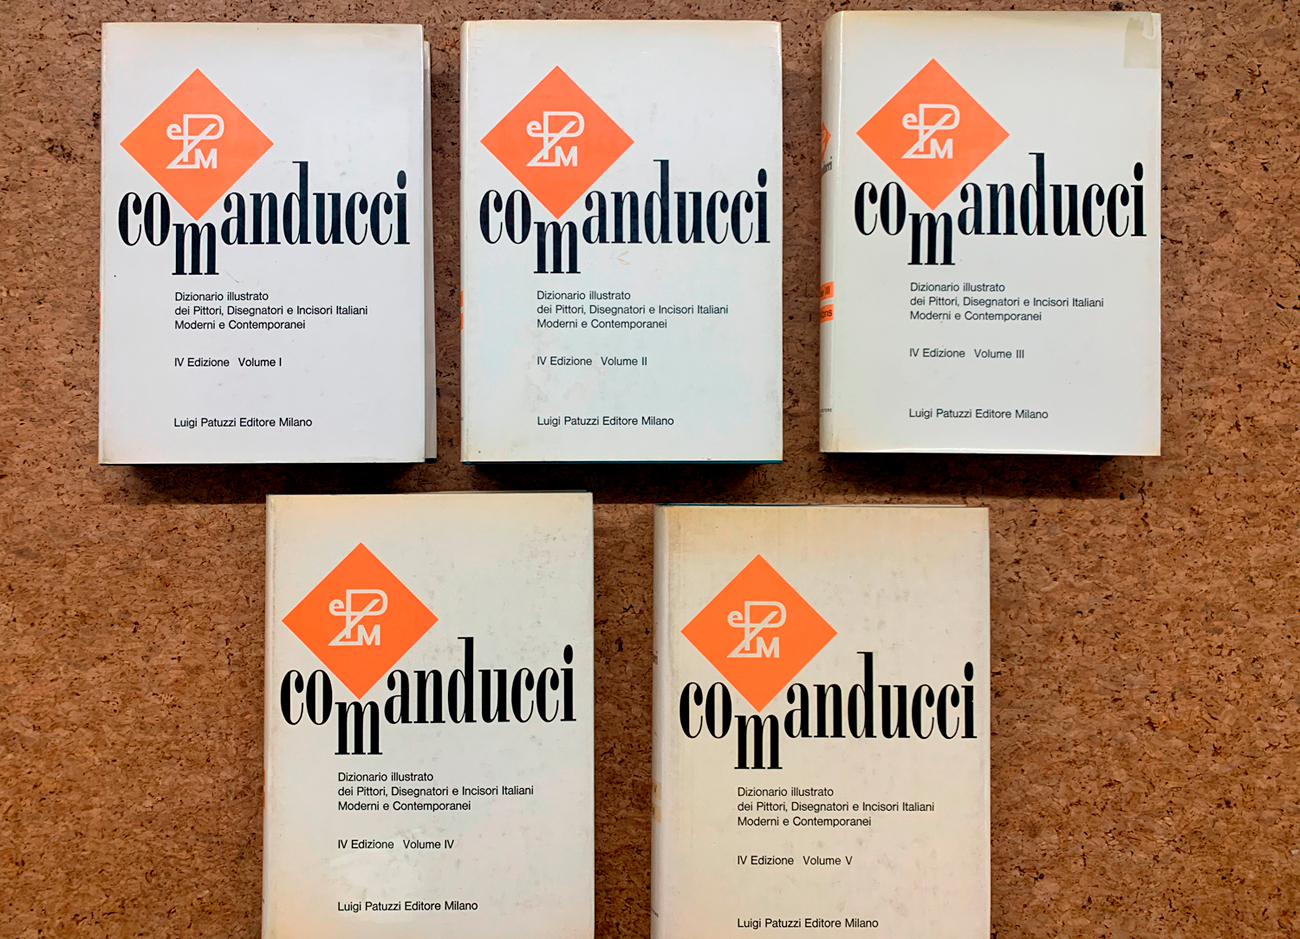 ePM
comanducci
Dizionario illustrato
dei Pittori, Disegnatori e Incisori Italiani
Moderni e Contemporanei
IV Edizione Volume I
Luigi Patuzzi Editore Milano
ePM
comanducci
Dizionario illustrato
dei Pittori, Disegnatori e Incisori Italiani
Moderni e Contemporanei
IV Edizione Volume II
Luigi Patuzzi Editore Milano
ePM
comanducci
Dizionario illustrato
dei Pittori, Disegnatori e Incisori Italiani
Moderni e Contemporanei
IV Edizione Volume III
Luigi Patuzzi Editore Milano
ePM
comanducci
Dizionario illustrato
dei Pittori, Disegnatori e Incisori Italiani
Moderni e Contemporanei
IV Edizione Volume IV
Luigi Patuzzi Editore Milano
ePM
comanducci
Dizionario illustrato
dei Pittori, Disegnatori e Incisori Italiani
Moderni e Contemporanei
IV Edizione Volume V
Luigi Patuzzi Editore Milano